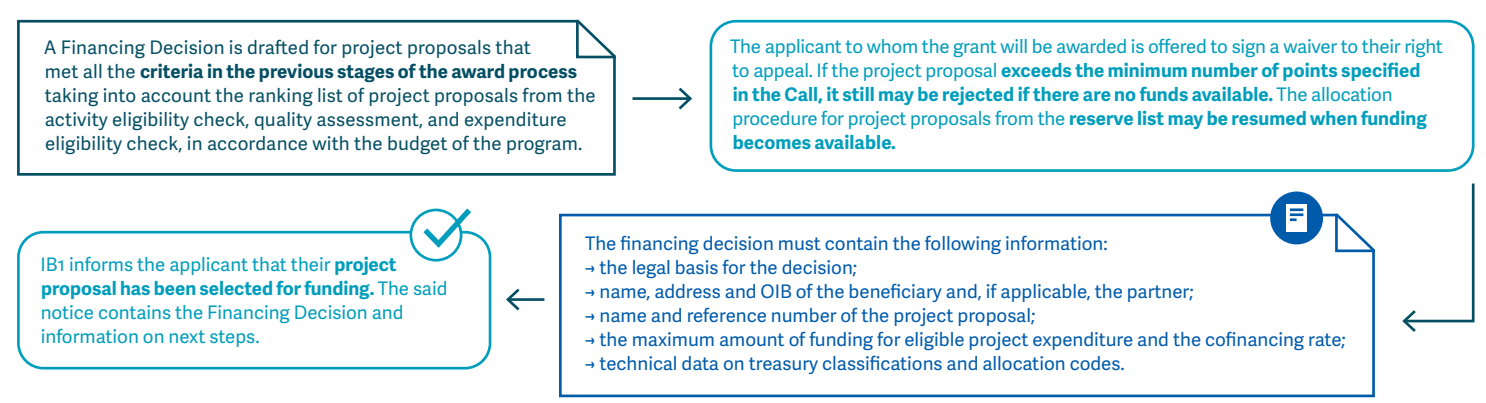 A Financing Decision is drafted for project proposals that
met all the criteria in the previous stages of the award process
taking into account the ranking list of project proposals from the
activity eligibility check, quality assessment, and expenditure
eligibility check, in accordance with the budget of the program.
The applicant to whom the grant will be awarded is offered to sign a waiver to their right
to appeal. If the project proposal exceeds the minimum number of points specified
in the Call, it still may be rejected if there are no funds available. The allocation
procedure for project proposals from the reserve list may be resumed when funding
becomes available.
The financing decision must contain the following information:
→ the legal basis for the decision;
→ name, address and OIB of the beneficiary and, if applicable, the partner;
→ name and reference number of the project proposal;
→ the maximum amount of funding for eligible project expenditure and the cofinancing rate;
→ technical data on treasury classifications and allocation codes.
IB1 informs the applicant that their project
proposal has been selected for funding. The said
notice contains the Financing Decision and
information on next steps.